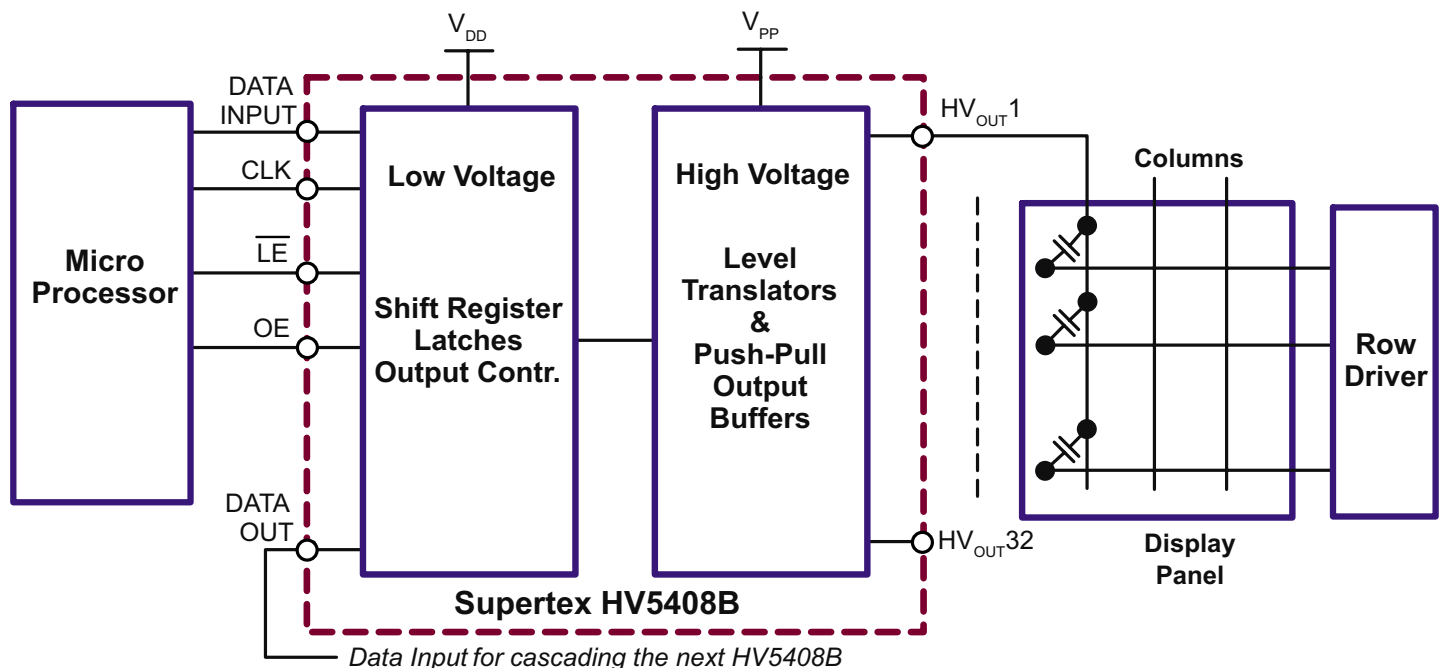 V_DD
V_PP
DATA
INPUT
CLK
L̅E̅
OE
DATA
OUT
Micro
Processor
Low Voltage
Shift Register
Latches
Output Contr.
High Voltage
Level
Translators
&
Push-Pull
Output
Buffers
HV_OUT1
HV_OUT32
Columns
Row
Driver
Display
Panel
Supertex HV5408B
Data Input for cascading the next HV5408B